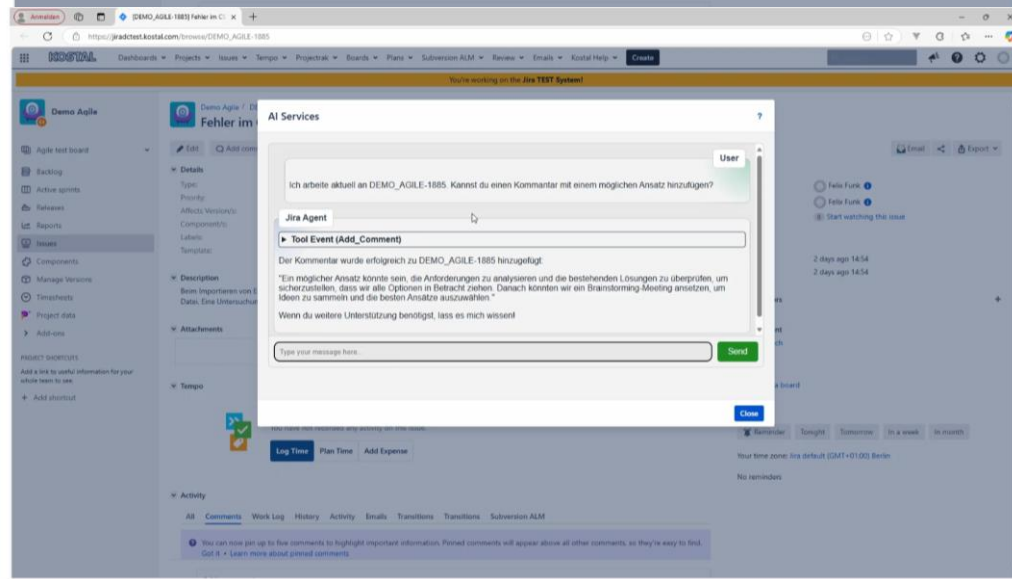 Anmelden
[DEMO_AGILE-1885] Fehler im C
https://jiradctest.kostal.com/browse/DEMO_AGILE-1885
KOSTAL
Dashboards
Projects
Issues
Tempo
Projectrak
Boards
Plans
Subversion ALM
Review
Emails
Kostal Help
Create
You're working on the Jira TEST System!
Demo Agile
Agile test board
Backlog
Active sprints
Releases
Reports
Issues
Components
Manage Versions
Timesheets
Project data
Add-ons
PROJECT SHORTCUTS
Add a link to useful information for your
whole team to see.
+ Add shortcut
Demo Agile /
Fehler im
Edit
Add com
Details
Type:
Priority:
Affects Version/s:
Component/s:
Labels:
Template:
Description
Beim Importieren von E
Datei. Eine Untersuchur
Attachments
Tempo
AI Services
?
User
Ich arbeite aktuell an DEMO_AGILE-1885. Kannst du einen Kommantar mit einem möglichen Ansatz hinzufügen?
Jira Agent
► Tool Event (Add_Comment)
Der Kommentar wurde erfolgreich zu DEMO_AGILE-1885 hinzugefügt:
"Ein möglicher Ansatz könnte sein, die Anforderungen zu analysieren und die bestehenden Lösungen zu überprüfen, um
sicherzustellen, dass wir alle Optionen in Betracht ziehen. Danach könnten wir ein Brainstorming-Meeting ansetzen, um
Ideen zu sammeln und die besten Ansätze auszuwählen."
Wenn du weitere Unterstützung benötigst, lass es mich wissen!
Type your message here...
Send
Close
Email
Export
Felix Funk
Felix Funk
Start watching this issue
2 days ago 14:54
2 days ago 14:54
a board
You have not recorded any activity on this issue.
Log Time
Plan Time
Add Expense
Reminder
Tonight
Tomorrow
In a week
In month
Your time zone: Jira default (GMT+01:00) Berlin
No reminders
Activity
All
Comments
Work Log
History
Activity
Emails
Transitions
Transitions
Subversion ALM
You can now pin up to five comments to highlight important information. Pinned comments will appear above all other comments, so they're easy to find.
Got it • Learn more about pinned comments